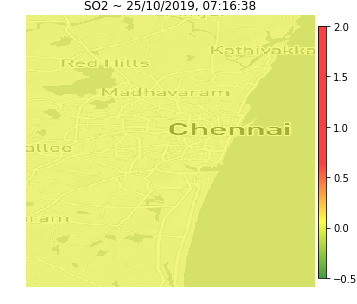 SO2 ~ 25/10/2019, 07:16:38
Kathivakka
Red Hills
Madhavaram
Chennai
allee
ram
2.0
1.5
1.0
0.5
0.0
−0.5